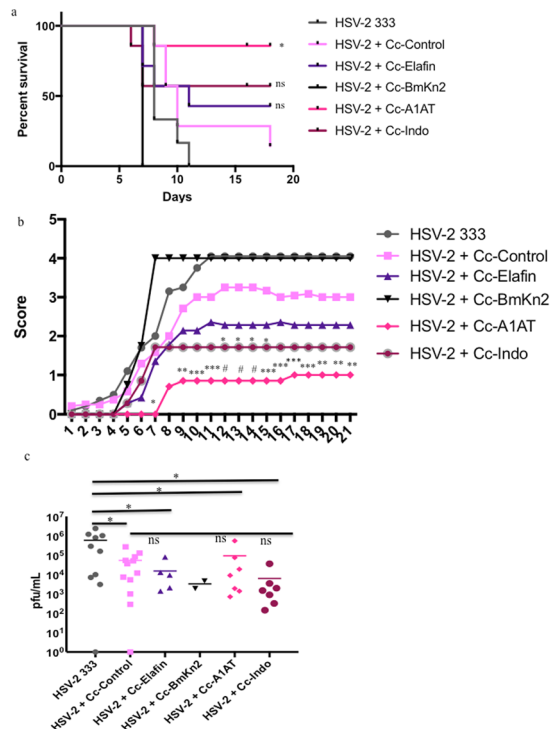 a
Percent survival
100
50
0
0
5
10
15
20
Days
*
ns
ns
HSV-2 333
HSV-2 + Cc-Control
HSV-2 + Cc-Elafin
HSV-2 + Cc-BmKn2
HSV-2 + Cc-A1AT
HSV-2 + Cc-Indo
b
Score
5
4
3
2
1
0
* * * *
* ** *** *** # # # *** *** *** *** ** ** **
1 2 3 4 5 6 7 8 9 10 11 12 13 14 15 16 17 18 19 20 21
HSV-2 333
HSV-2 + Cc-Control
HSV-2 + Cc-Elafin
HSV-2 + Cc-BmKn2
HSV-2 + Cc-A1AT
HSV-2 + Cc-Indo
c
*
*
*
*
ns
ns
ns
pfu/mL
10⁷
10⁶
10⁵
10⁴
10³
10²
10¹
10⁰
HSV-2 333
HSV-2 + Cc-Control
HSV-2 + Cc-Elafin
HSV-2 + Cc-BmKn2
HSV-2 + Cc-A1AT
HSV-2 + Cc-Indo